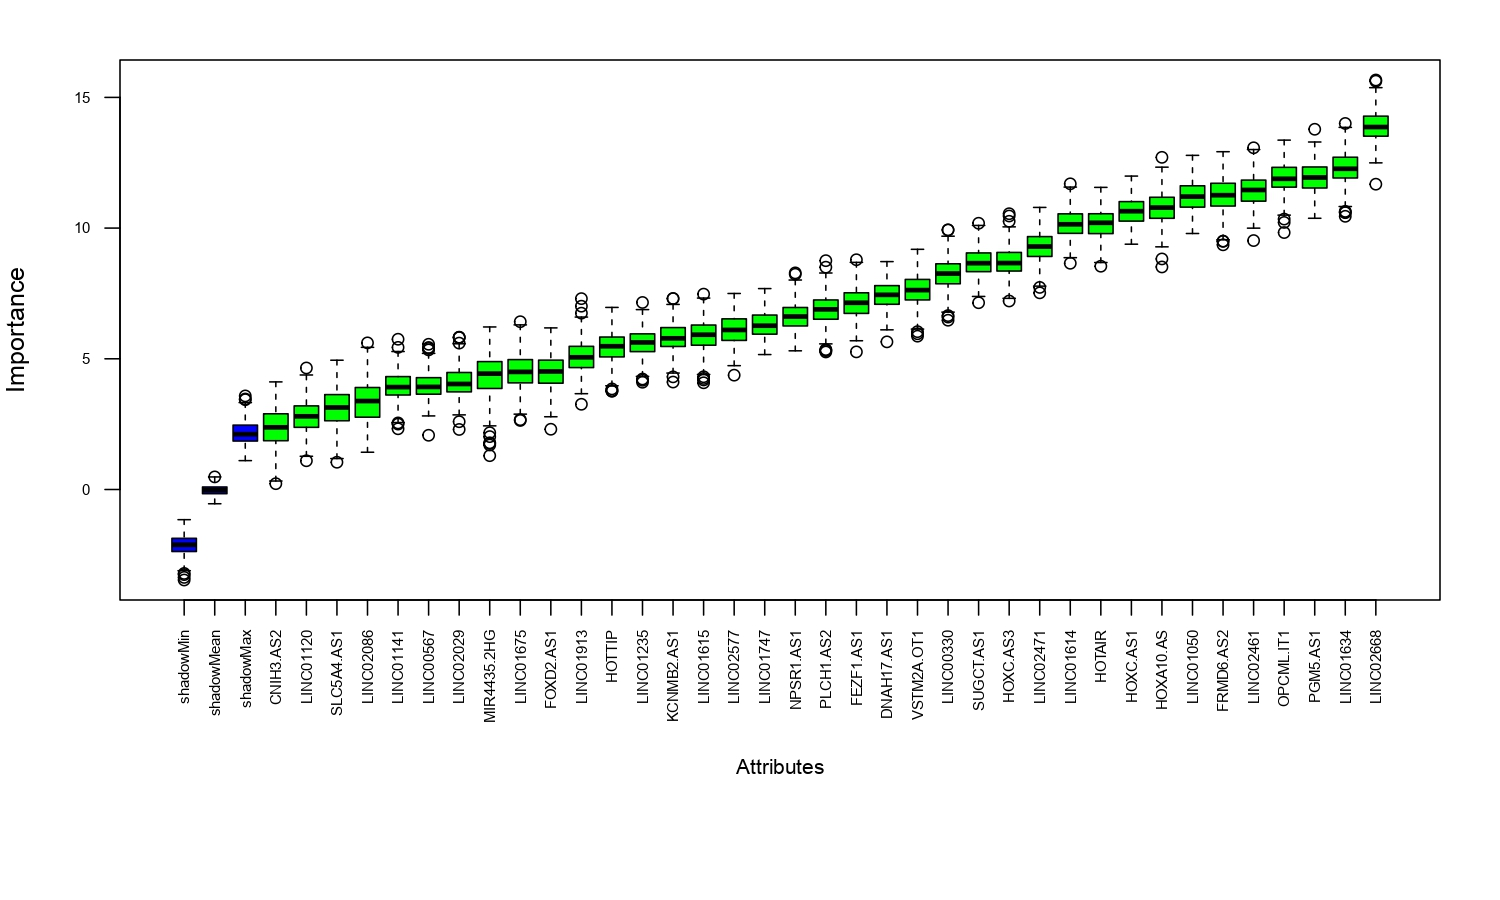 Importance
15
10
5
0
shadowMin
shadowMean
shadowMax
CNIH3.AS2
LINC01120
SLC5A4.AS1
LINC02086
LINC01141
LINC00567
LINC02029
MIR4435.2HG
LINC01675
FOXD2.AS1
LINC01913
HOTTIP
LINC01235
KCNMB2.AS1
LINC01615
LINC02577
LINC01747
NPSR1.AS1
PLCH1.AS2
FEZF1.AS1
DNAH17.AS1
VSTM2A.OT1
LINC00330
SUGCT.AS1
HOXC.AS3
LINC02471
LINC01614
HOTAIR
HOXC.AS1
HOXA10.AS
LINC01050
FRMD6.AS2
LINC02461
OPCML.IT1
PGM5.AS1
LINC01634
LINC02668
Attributes